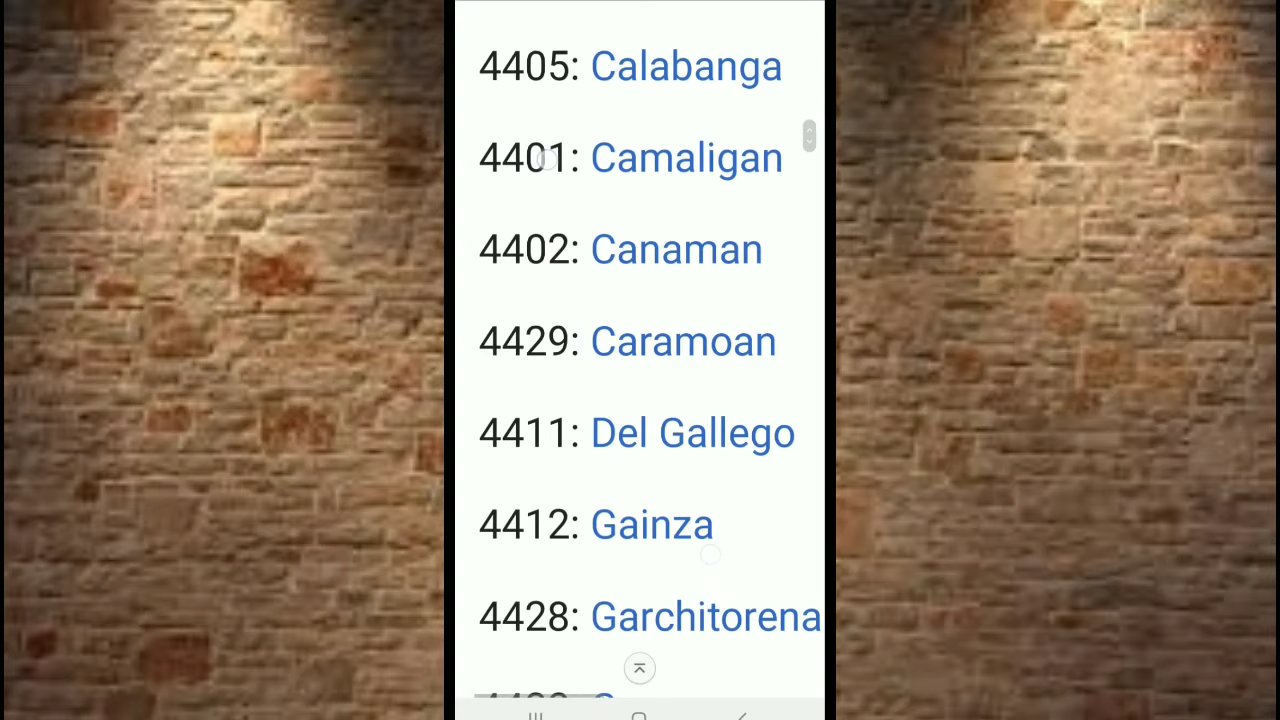 4405: Calabanga
4401: Camaligan
4402: Canaman
4429: Caramoan
4411: Del Gallego
4412: Gainza
4428: Garchitorena